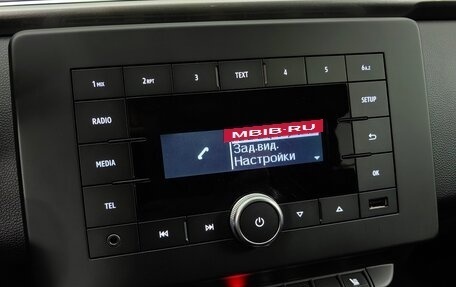 1 MIX
2 RPT
3
TEXT
4
5
6 A-Z
RADIO
SETUP
MBIB-RU
Зад.вид.
Настройки
MEDIA
OK
TEL